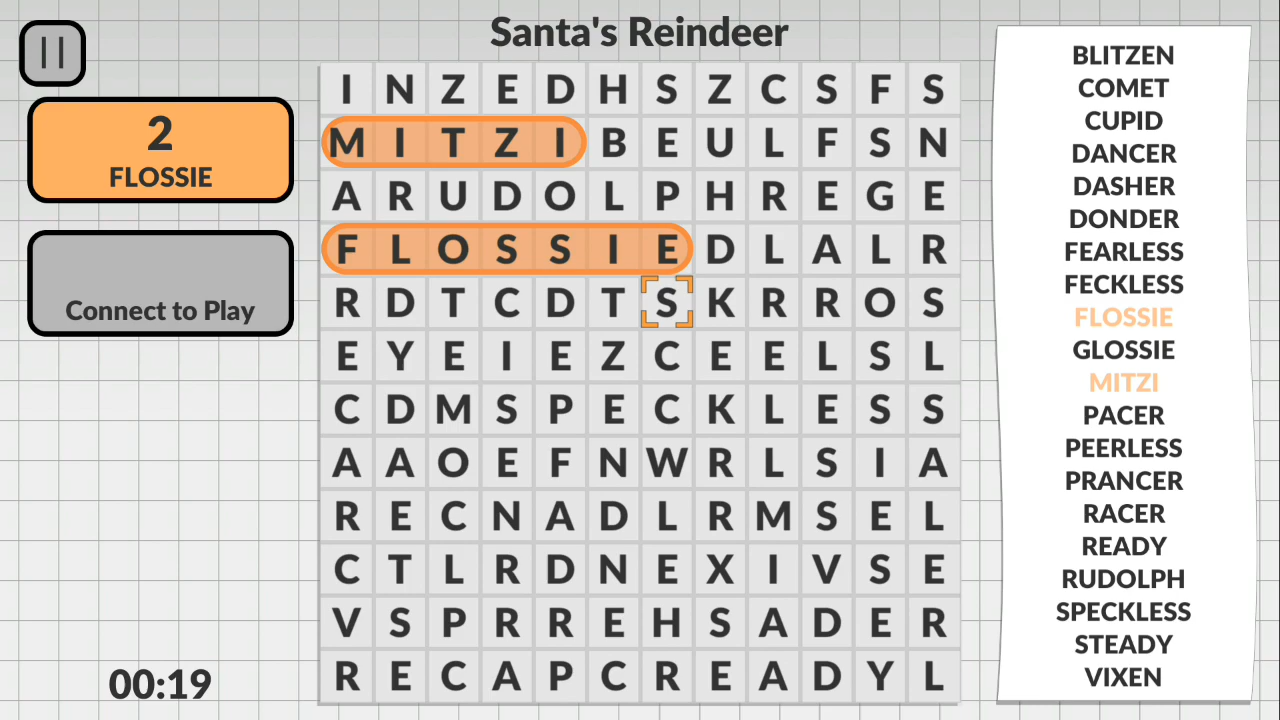 Santa's Reindeer
2
FLOSSIE
Connect to Play
00:19
I N Z E D H S Z C S F S
M I T Z I B E U L F S N
A R U D O L P H R E G E
F L O S S I E D L A L R
R D T C D T S K R R O S
E Y E I E Z C E E L S L
C D M S P E C K L E S S
A A O E F N W R L S I A
R E C N A D L R M S E L
C T L R D N E X I V S E
V S P R R E H S A D E R
R E C A P C R E A D Y L
BLITZEN
COMET
CUPID
DANCER
DASHER
DONDER
FEARLESS
FECKLESS
FLOSSIE
GLOSSIE
MITZI
PACER
PEERLESS
PRANCER
RACER
READY
RUDOLPH
SPECKLESS
STEADY
VIXEN